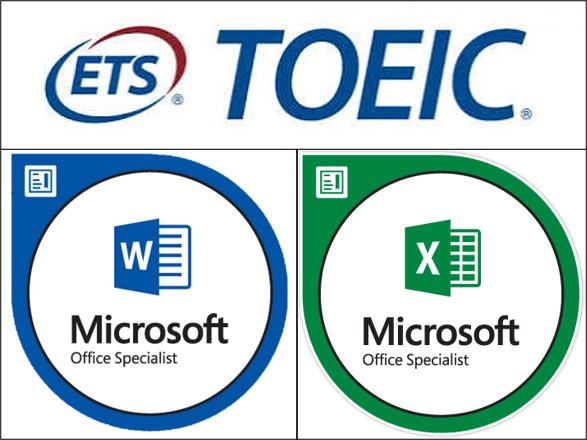 ETS® TOEIC®
W
Microsoft
Office Specialist
X
Microsoft
Office Specialist